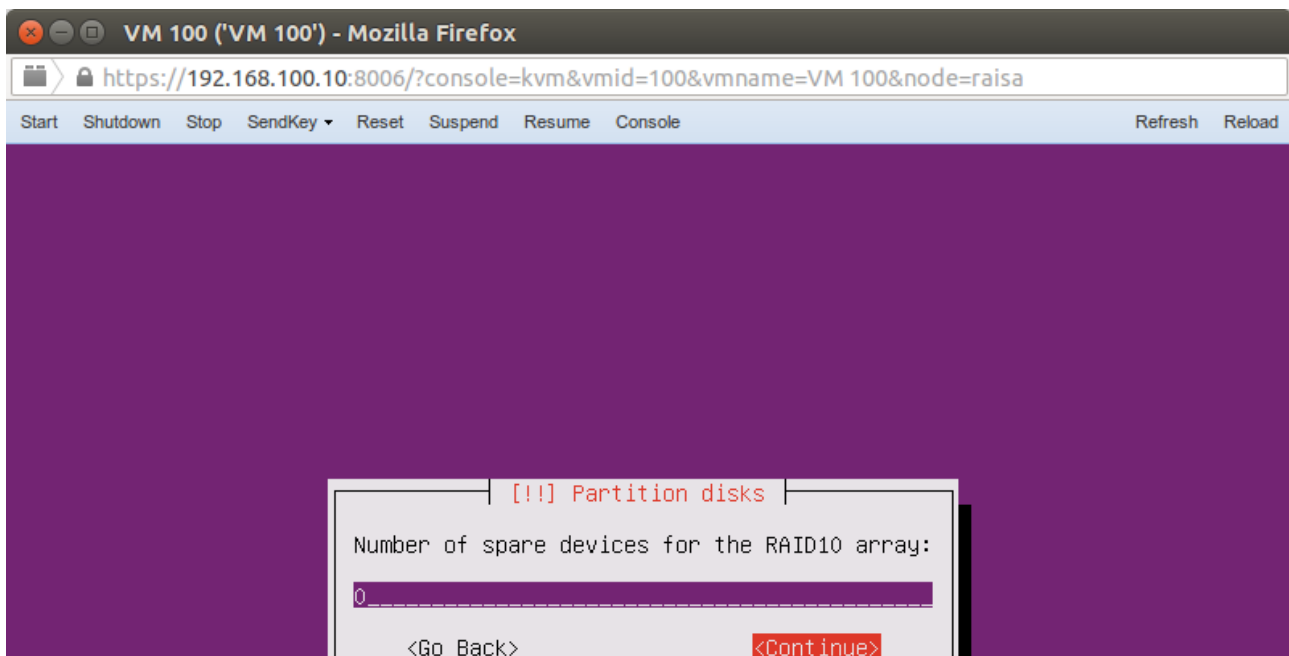 VM 100 ('VM 100') - Mozilla Firefox
https://192.168.100.10:8006/?console=kvm&vmid=100&vmname=VM 100&node=raisa
Start Shutdown Stop SendKey Reset Suspend Resume Console Refresh Reload
[!!] Partition disks
Number of spare devices for the RAID10 array:
0
<Go Back> <Continue>